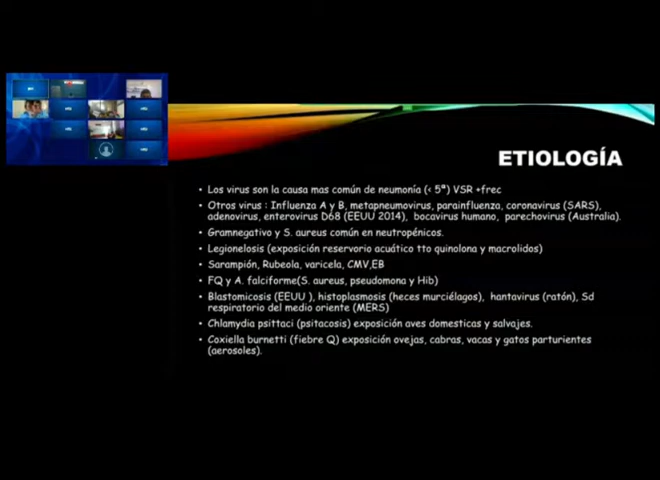 ETIOLOGÍA
• Los virus son la causa mas común de neumonía (< 5ª) VSR +frec
• Otros virus : Influenza A y B, metapneumovirus, parainfluenza, coronavirus (SARS),
adenovirus, enterovirus D68 (EEUU 2014), bocavirus humano, parechovirus (Australia).
• Gramnegativo y S. aureus común en neutropénicos.
• Legionelosis (exposición reservorio acuático tto quinolona y macrolidos)
• Sarampión, Rubeola, varicela, CMV,EB
• FQ y A. falciforme(S. aureus, pseudomona y Hib)
• Blastomicosis (EEUU ), histoplasmosis (heces murciélagos), hantavirus (ratón), Sd
respiratorio del medio oriente (MERS)
• Chlamydia psittaci (psitacosis) exposición aves domesticas y salvajes.
• Coxiella burnetti (fiebre Q) exposición ovejas, cabras, vacas y gatos parturientes
(aerosoles).